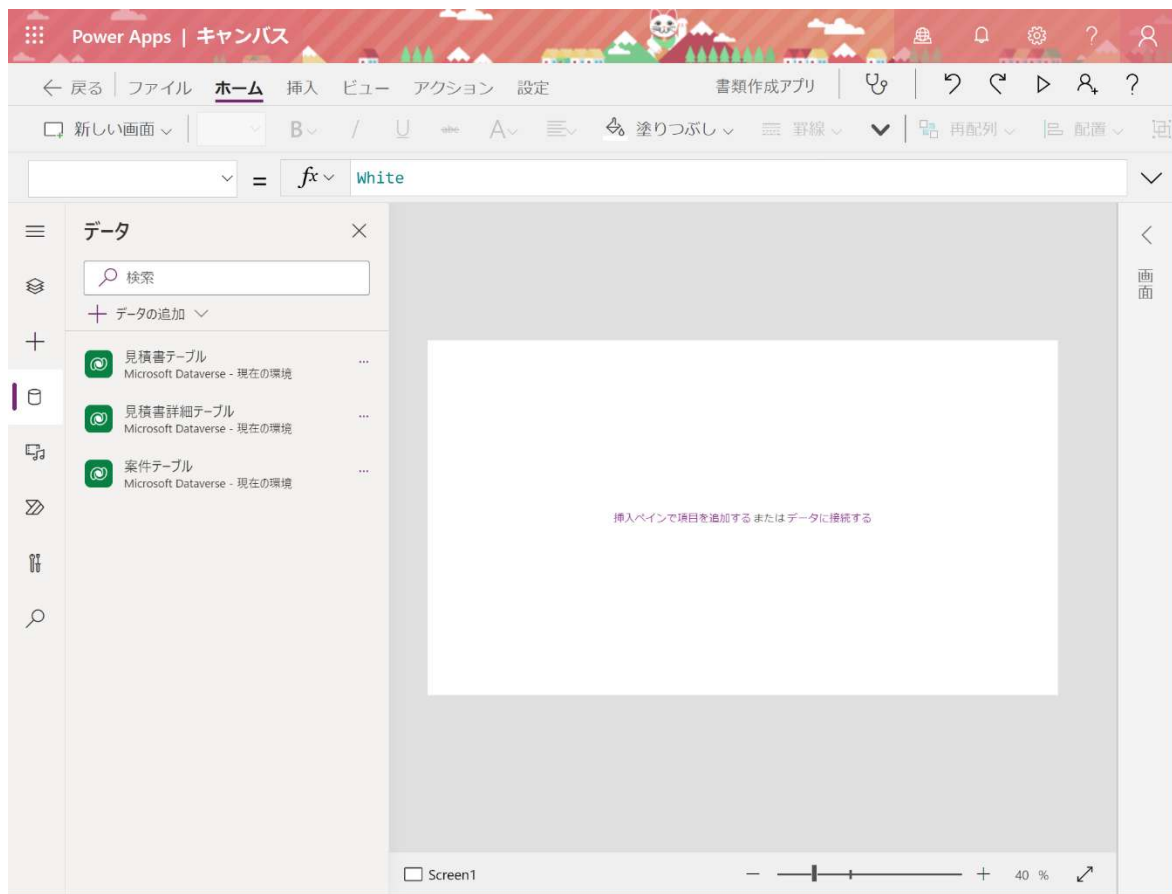 Power Apps | キャンバス
?
戻る ファイル ホーム 挿入 ビュー アクション 設定 書類作成アプリ ?
新しい画面 B / U abc A 塗りつぶし 罫線 再配列 配置
= fx White
データ
検索
データの追加
見積書テーブル
Microsoft Dataverse - 現在の環境
見積書詳細テーブル
Microsoft Dataverse - 現在の環境
案件テーブル
Microsoft Dataverse - 現在の環境
挿入ペインで項目を追加する または データに接続する
画面
Screen1 40 %